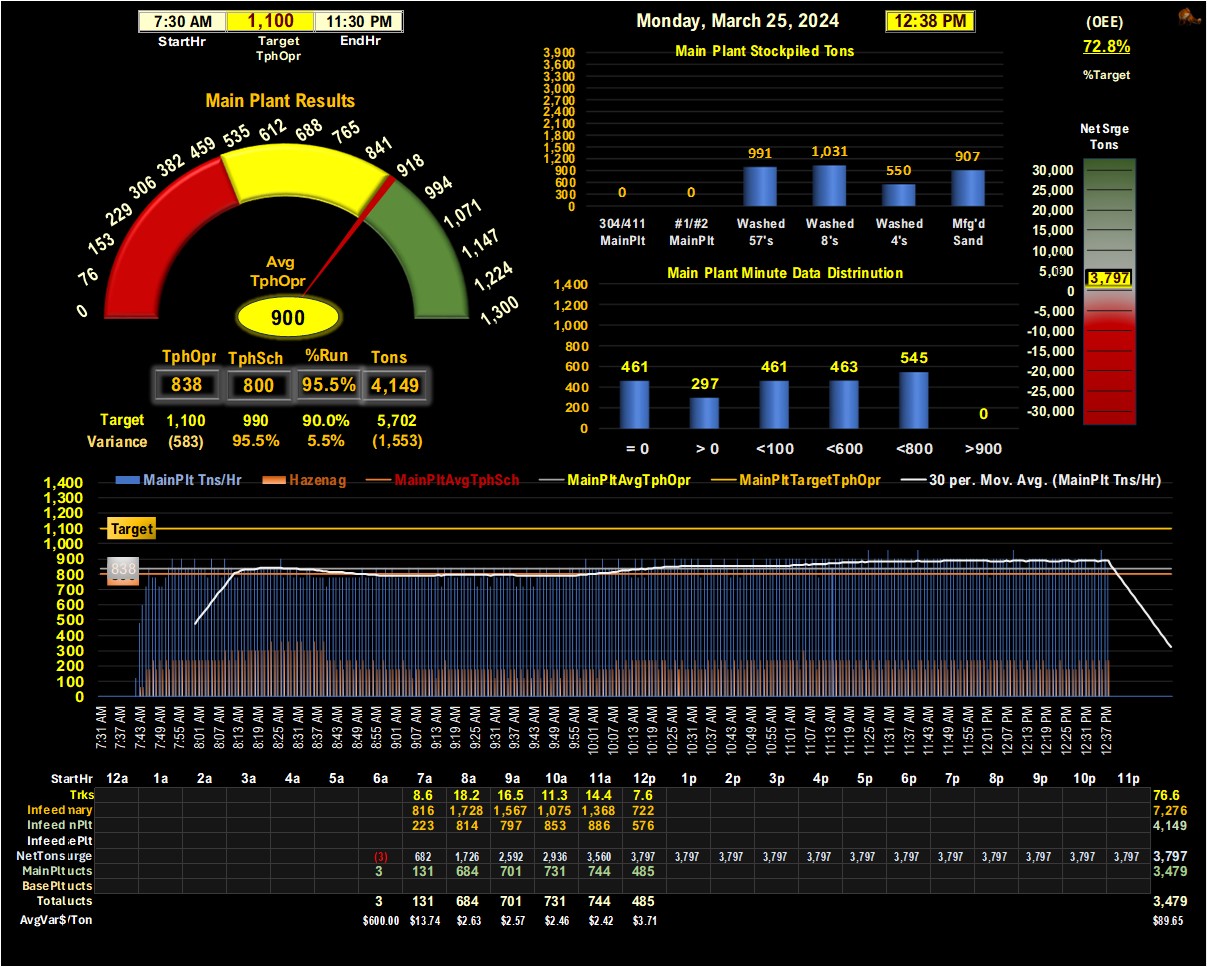 7:30 AM 1,100 11:30 PM
StartHr Target TphOpr EndHr
Monday, March 25, 2024 12:38 PM
(OEE)
72.8%
%Target
Main Plant Results
0 76 153 229 306 382 459 535 612 688 765 841 918 994 1,071 1,147 1,224 1,300
Avg
TphOpr
900
TphOpr TphSch %Run Tons
838 800 95.5% 4,149
Target 1,100 990 90.0% 5,702
Variance (583) 95.5% 5.5% (1,553)
Main Plant Stockpiled Tons
3,900
3,600
3,300
3,000
2,700
2,400
2,100
1,800
1,500
1,200
900
600
300
0
0 0 991 1,031 550 907
304/411 #1/#2 Washed Washed Washed Mfg'd
MainPlt MainPlt 57's 8's 4's Sand
Main Plant Minute Data Distrinution
1,400
1,200
1,000
800
600
400
200
0
461 297 461 463 545 0
= 0 > 0 <100 <600 <800 >900
Net Srge
Tons
30,000
25,000
20,000
15,000
10,000
5,000
3,797
0
-5,000
-10,000
-15,000
-20,000
-25,000
-30,000
MainPlt Tns/Hr Hazenag MainPltAvgTphSch MainPltAvgTphOpr MainPltTargetTphOpr 30 per. Mov. Avg. (MainPlt Tns/Hr)
1,400
1,300
1,200
1,100
1,000
900
800
700
600
500
400
300
200
100
0
Target
838
7:31 AM 7:37 AM 7:43 AM 7:49 AM 7:55 AM 8:01 AM 8:07 AM 8:13 AM 8:19 AM 8:25 AM 8:31 AM 8:37 AM 8:43 AM 8:49 AM 8:55 AM 9:01 AM 9:07 AM 9:13 AM 9:19 AM 9:25 AM 9:31 AM 9:37 AM 9:43 AM 9:49 AM 9:55 AM 10:01 AM 10:07 AM 10:13 AM 10:19 AM 10:25 AM 10:31 AM 10:37 AM 10:43 AM 10:49 AM 10:55 AM 11:01 AM 11:07 AM 11:13 AM 11:19 AM 11:25 AM 11:31 AM 11:37 AM 11:43 AM 11:49 AM 11:55 AM 12:01 PM 12:07 PM 12:13 PM 12:19 PM 12:25 PM 12:31 PM 12:37 PM
StartHr 12a 1a 2a 3a 4a 5a 6a 7a 8a 9a 10a 11a 12p 1p 2p 3p 4p 5p 6p 7p 8p 9p 10p 11p
Trks 8.6 18.2 16.5 11.3 14.4 7.6 76.6
Infeed nary 816 1,728 1,567 1,075 1,368 722 7,276
Infeed nPlt 223 814 797 853 886 576 4,149
Infeed ePlt
NetTons urge (3) 682 1,726 2,592 2,936 3,560 3,797 3,797 3,797 3,797 3,797 3,797 3,797 3,797 3,797 3,797 3,797 3,797 3,797
MainPlt ucts 3 131 684 701 731 744 485 3,479
BasePlt ucts
Total ucts 3 131 684 701 731 744 485 3,479
AvgVar$/Ton $600.00 $13.74 $2.63 $2.57 $2.46 $2.42 $3.71 $89.65